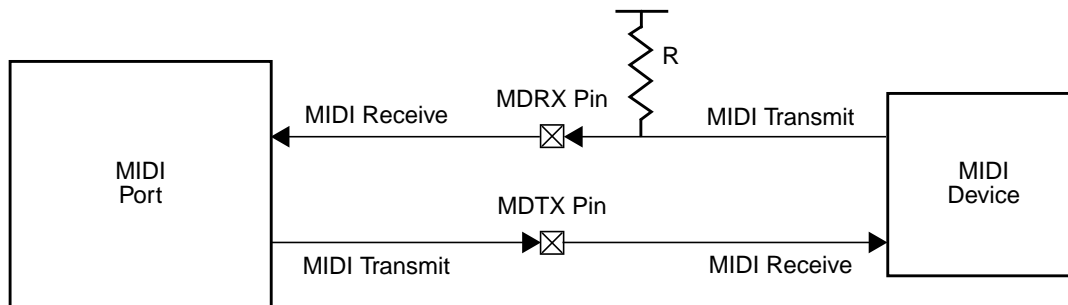 R
MDRX Pin
MIDI Receive
MIDI Transmit
MIDI
Port
MIDI
Device
MDTX Pin
MIDI Transmit
MIDI Receive